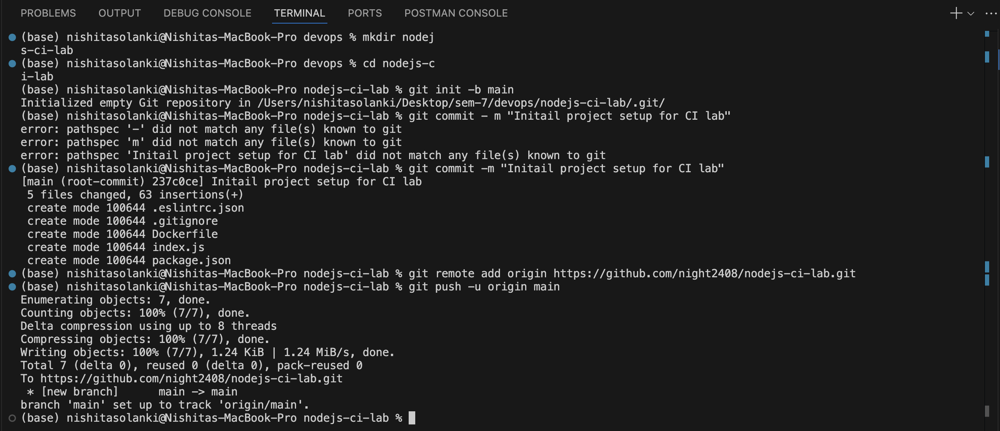 PROBLEMS OUTPUT DEBUG CONSOLE TERMINAL PORTS POSTMAN CONSOLE
(base) nishitasolanki@Nishitas-MacBook-Pro devops % mkdir nodej
s-ci-lab
(base) nishitasolanki@Nishitas-MacBook-Pro devops % cd nodejs-c
i-lab
(base) nishitasolanki@Nishitas-MacBook-Pro nodejs-ci-lab % git init -b main
Initialized empty Git repository in /Users/nishitasolanki/Desktop/sem-7/devops/nodejs-ci-lab/.git/
(base) nishitasolanki@Nishitas-MacBook-Pro nodejs-ci-lab % git commit - m "Initail project setup for CI lab"
error: pathspec '-' did not match any file(s) known to git
error: pathspec 'm' did not match any file(s) known to git
error: pathspec 'Initail project setup for CI lab' did not match any file(s) known to git
(base) nishitasolanki@Nishitas-MacBook-Pro nodejs-ci-lab % git commit -m "Initail project setup for CI lab"
[main (root-commit) 237c0ce] Initail project setup for CI lab
 5 files changed, 63 insertions(+)
 create mode 100644 .eslintrc.json
 create mode 100644 .gitignore
 create mode 100644 Dockerfile
 create mode 100644 index.js
 create mode 100644 package.json
(base) nishitasolanki@Nishitas-MacBook-Pro nodejs-ci-lab % git remote add origin https://github.com/night2408/nodejs-ci-lab.git
(base) nishitasolanki@Nishitas-MacBook-Pro nodejs-ci-lab % git push -u origin main
Enumerating objects: 7, done.
Counting objects: 100% (7/7), done.
Delta compression using up to 8 threads
Compressing objects: 100% (7/7), done.
Writing objects: 100% (7/7), 1.24 KiB | 1.24 MiB/s, done.
Total 7 (delta 0), reused 0 (delta 0), pack-reused 0
To https://github.com/night2408/nodejs-ci-lab.git
 * [new branch]      main -> main
branch 'main' set up to track 'origin/main'.
(base) nishitasolanki@Nishitas-MacBook-Pro nodejs-ci-lab %